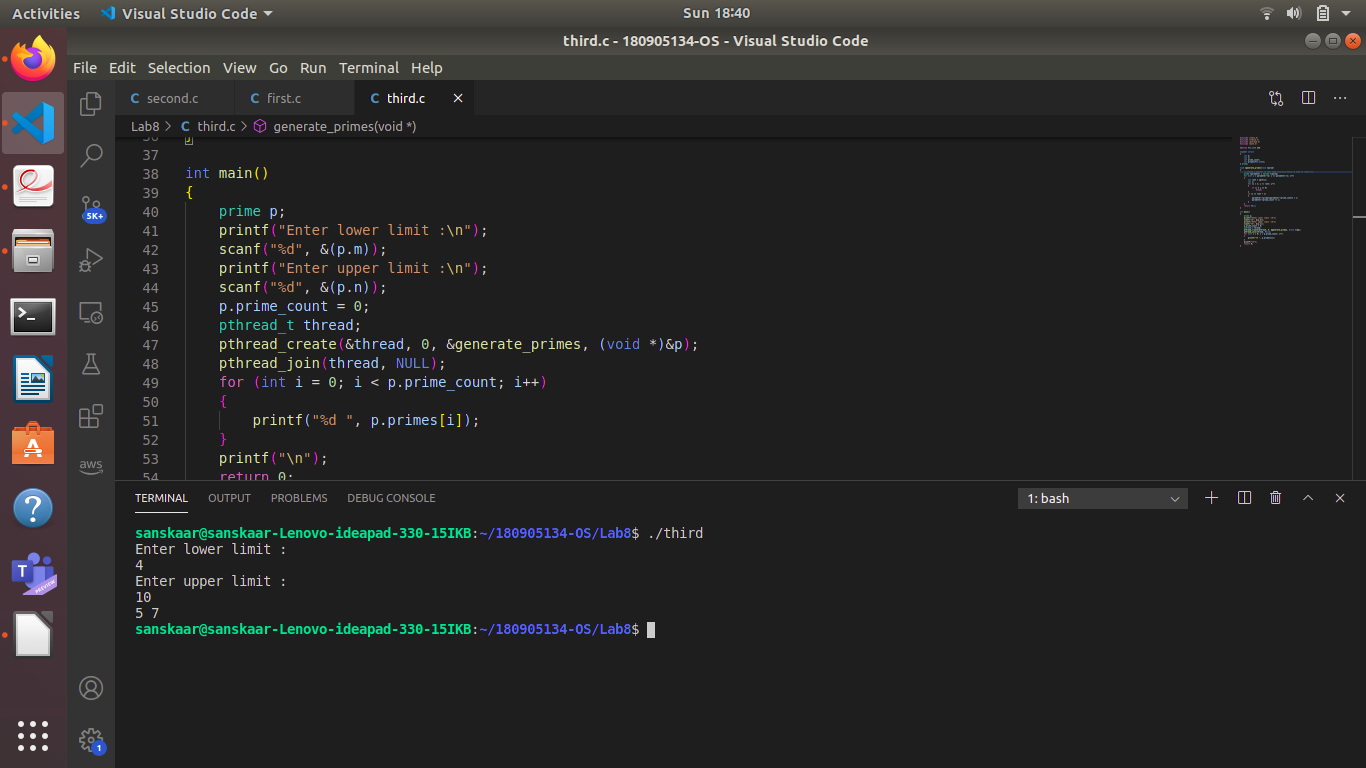 Activities Visual Studio Code Sun 18:40
third.c - 180905134-OS - Visual Studio Code
File Edit Selection View Go Run Terminal Help
C second.c C first.c C third.c
Lab8 > C third.c > generate_primes(void *)
36 }
37
38 int main()
39 {
40 prime p;
41 printf("Enter lower limit :\n");
42 scanf("%d", &(p.m));
43 printf("Enter upper limit :\n");
44 scanf("%d", &(p.n));
45 p.prime_count = 0;
46 pthread_t thread;
47 pthread_create(&thread, 0, &generate_primes, (void *)&p);
48 pthread_join(thread, NULL);
49 for (int i = 0; i < p.prime_count; i++)
50 {
51 printf("%d ", p.primes[i]);
52 }
53 printf("\n");
54 return 0;
5K+
aws
1
T
PREVIEW
TERMINAL OUTPUT PROBLEMS DEBUG CONSOLE 1: bash
sanskaar@sanskaar-Lenovo-ideapad-330-15IKB:~/180905134-OS/Lab8$ ./third
Enter lower limit :
4
Enter upper limit :
10
5 7
sanskaar@sanskaar-Lenovo-ideapad-330-15IKB:~/180905134-OS/Lab8$